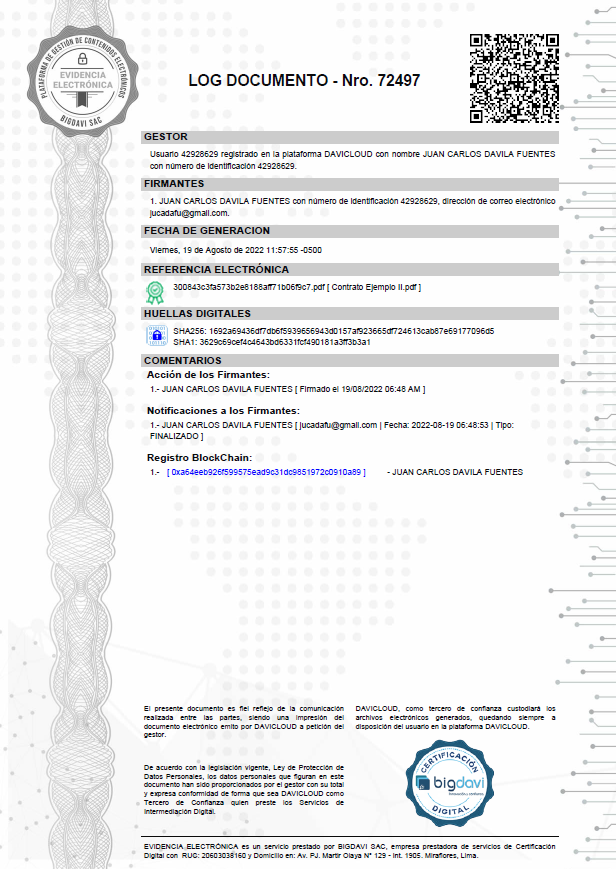 PLATAFORMA DE GESTIÓN DE CONTENIDOS ELECTRÓNICOS
EVIDENCIA
ELECTRÓNICA
BIGDAVI SAC
LOG DOCUMENTO - Nro. 72497
GESTOR
Usuario 42928629 registrado en la plataforma DAVICLOUD con nombre JUAN CARLOS DAVILA FUENTES
con número de identificación 42928629.
FIRMANTES
1. JUAN CARLOS DAVILA FUENTES con número de identificación 42928629, dirección de correo electrónico
jucadafu@gmail.com.
FECHA DE GENERACION
Viernes, 19 de Agosto de 2022 11:57:55 -0500
REFERENCIA ELECTRÓNICA
300843c3fa573b2e8188aff71b06f9c7.pdf [ Contrato Ejemplo II.pdf ]
HUELLAS DIGITALES
SHA256: 1692a69436df7db6f5939656943d0157af923665df724613cab87e69177096d5
SHA1: 3629c69cef4c4643bd6331fcf490181a3ff3b3a1
COMENTARIOS
Acción de los Firmantes:
1.- JUAN CARLOS DAVILA FUENTES [ Firmado el 19/08/2022 06:48 AM ]
Notificaciones a los Firmantes:
1.- JUAN CARLOS DAVILA FUENTES [ jucadafu@gmail.com | Fecha: 2022-08-19 06:48:53 | Tipo:
FINALIZADO ]
Registro BlockChain:
1.- [ 0xa64eeb926f599575ead9c31dc9851972c0910a89 ] - JUAN CARLOS DAVILA FUENTES
El presente documento es fiel reflejo de la comunicación
realizada entre las partes, siendo una impresión del
documento electrónico emito por DAVICLOUD a petición del
gestor.
De acuerdo con la legislación vigente, Ley de Protección de
Datos Personales, los datos personales que figuran en este
documento han sido proporcionados por el gestor con su total
y expresa conformidad de forma que sea DAVICLOUD como
Tercero de Confianza quien preste los Servicios de
Intermediación Digital.
DAVICLOUD, como tercero de confianza custodiará los
archivos electrónicos generados, quedando siempre a
disposición del usuario en la plataforma DAVICLOUD.
CERTIFICACIÓN
bigdavi
Innovación y confianza
DIGITAL
EVIDENCIA ELECTRÓNICA es un servicio prestado por BIGDAVI SAC, empresa prestadora de servicios de Certificación
Digital con RUC: 20603038160 y Domicilio en: Av. PJ. Martir Olaya N° 129 - Int. 1905. Miraflores, Lima.